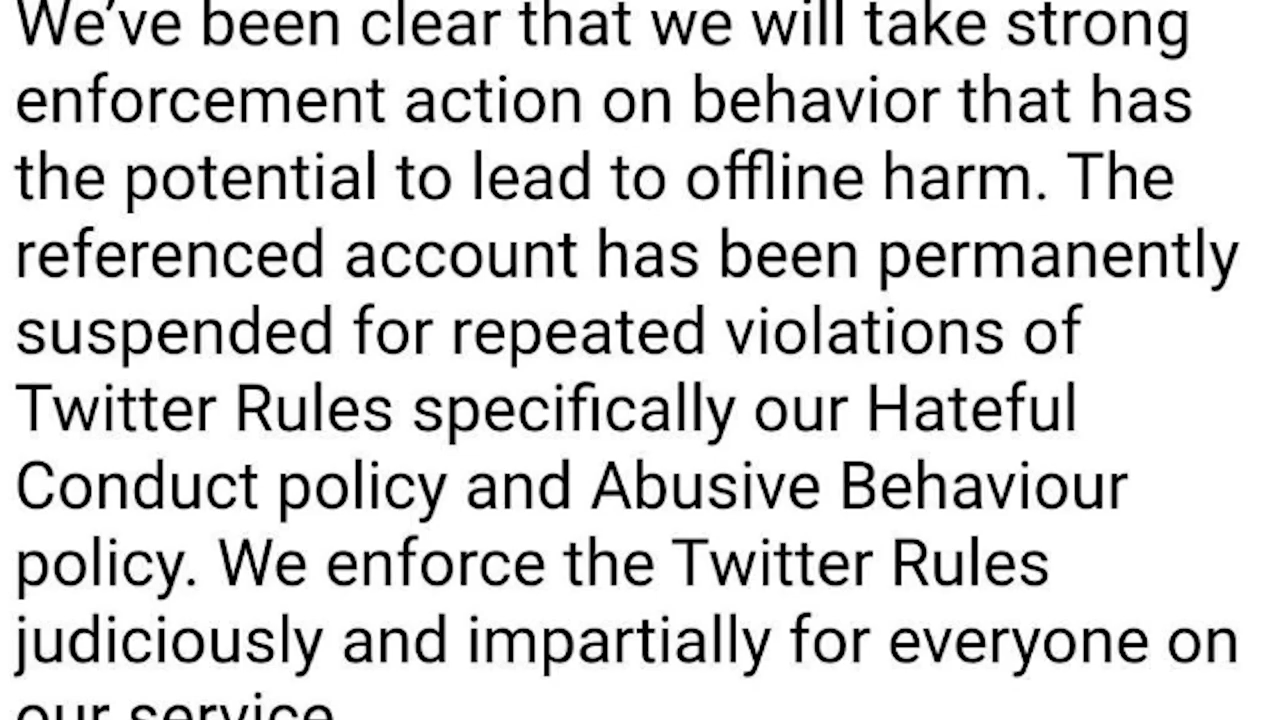 We've been clear that we will take strong
enforcement action on behavior that has
the potential to lead to offline harm. The
referenced account has been permanently
suspended for repeated violations of
Twitter Rules specifically our Hateful
Conduct policy and Abusive Behaviour
policy. We enforce the Twitter Rules
judiciously and impartially for everyone on
our service